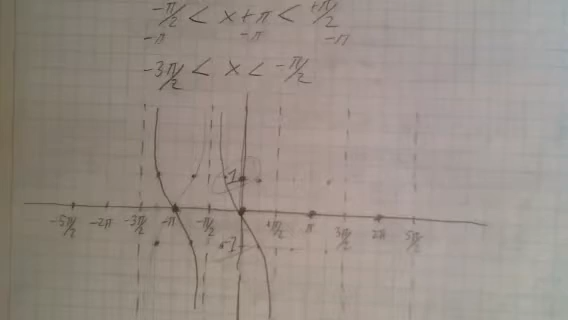 -π/2 < x+π < +π/2
-π -π -π
-3π/2 < x < -π/2
1
-5π/2 -2π -3π/2 -π -π/2 +π/2 π 3π/2 2π 5π/2
-1